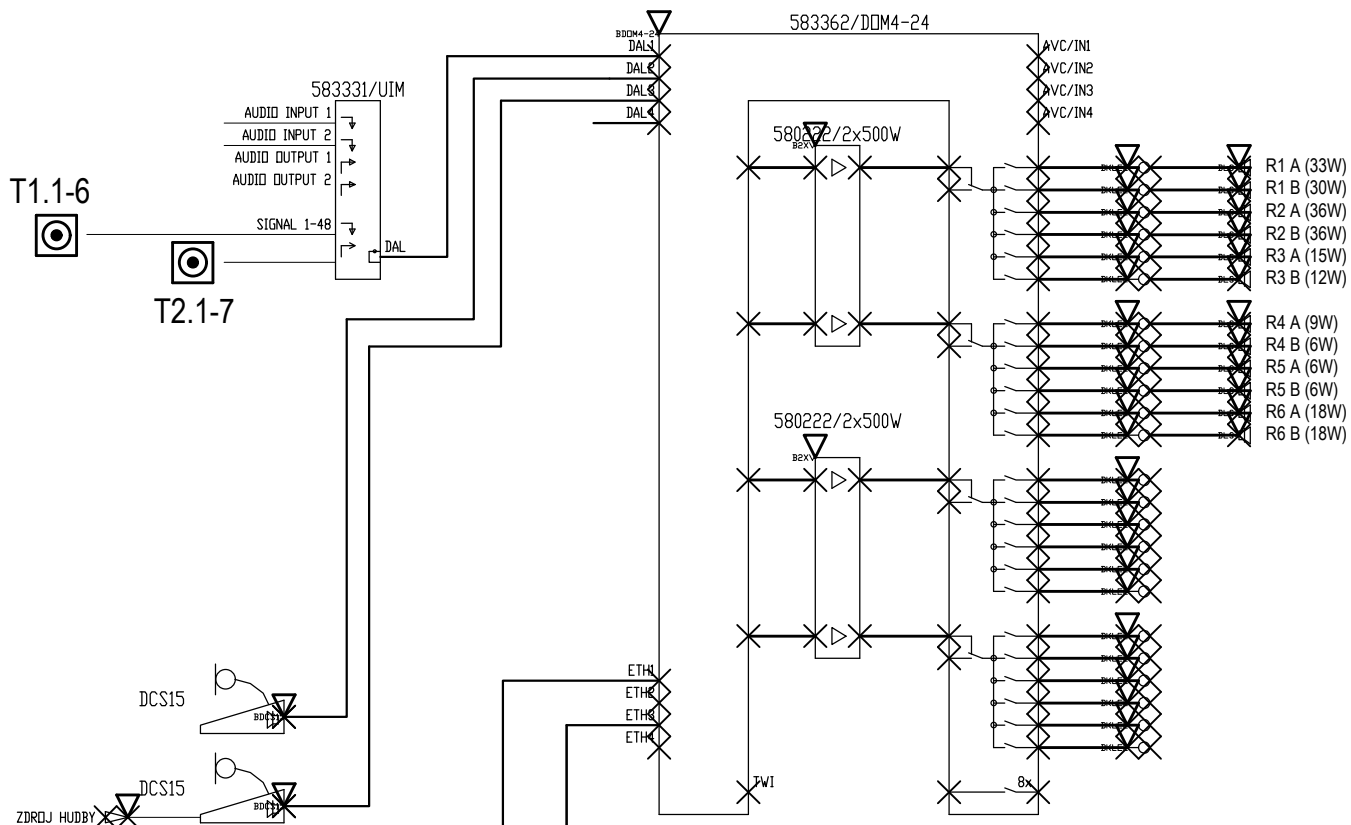 583362/DOM4-24
BDOM4-24
DAL1
DAL2
DAL3
DAL4
AVC/IN1
AVC/IN2
AVC/IN3
AVC/IN4
583331/UIM
AUDIO INPUT 1
AUDIO INPUT 2
AUDIO OUTPUT 1
AUDIO OUTPUT 2
SIGNAL 1-48
DAL
T1.1-6
T2.1-7
580222/2x500W
R1 A (33W)
R1 B (30W)
R2 A (36W)
R2 B (36W)
R3 A (15W)
R3 B (12W)
R4 A (9W)
R4 B (6W)
R5 A (6W)
R5 B (6W)
R6 A (18W)
R6 B (18W)
580222/2x500W
ETH1
ETH2
ETH3
ETH4
DCS15
DCS15
ZDROJ HUDBY
TWI
8x